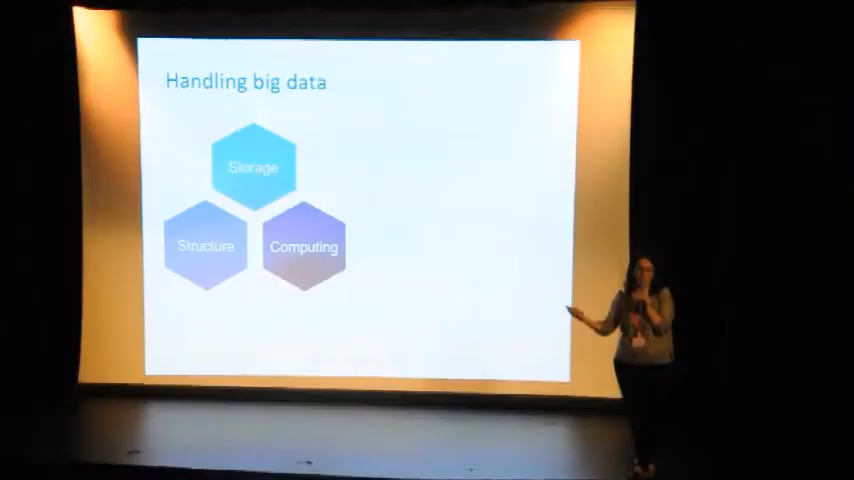 Handling big data
Storage
Structure
Computing